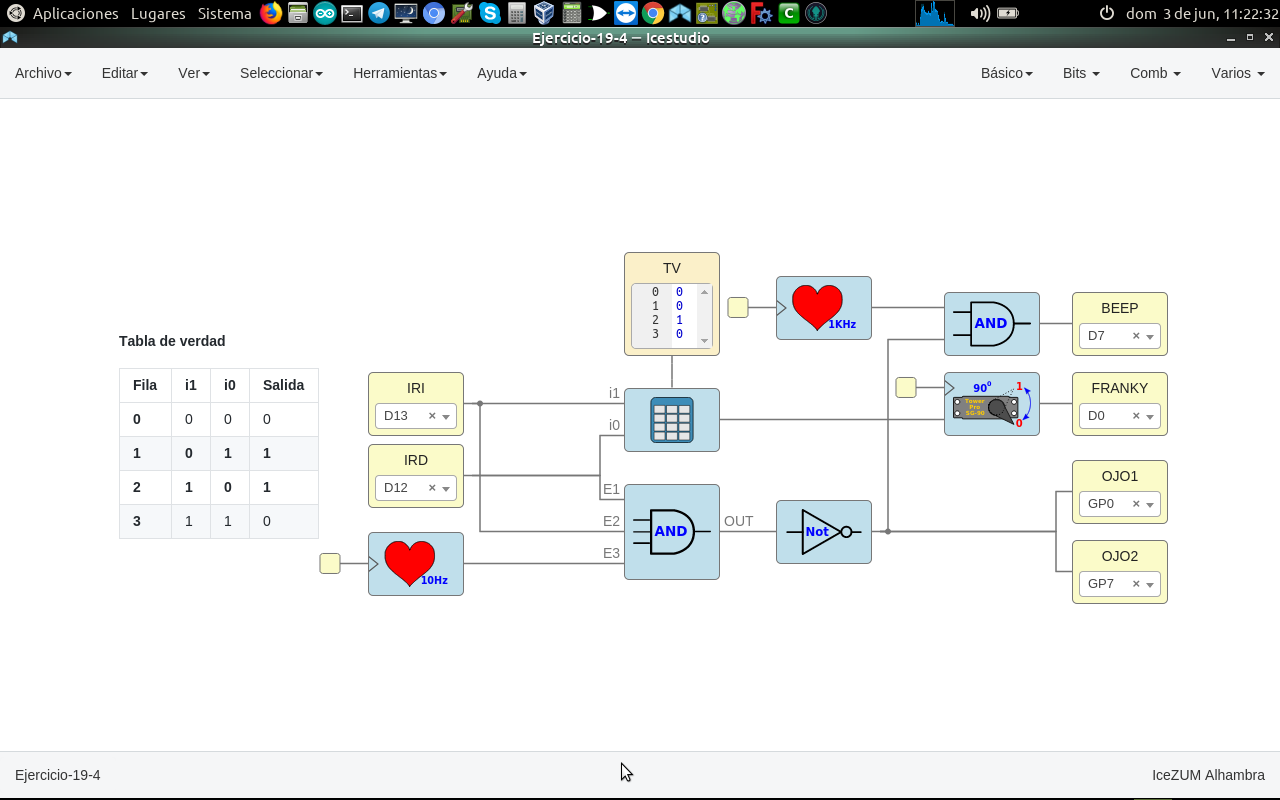 Aplicaciones Lugares Sistema dom 3 de jun, 11:22:32
Ejercicio-19-4 – Icestudio
Archivo Editar Ver Seleccionar Herramientas Ayuda Básico Bits Comb Varios
Tabla de verdad
Fila i1 i0 Salida
0 0 0 0
1 0 1 1
2 1 0 1
3 1 1 0
TV
0 0
1 0
2 1
3 0
1KHz
AND
BEEP
D7
IRI
D13
i1
i0
90⁰
1
0
Tower
Pro
SG-90
FRANKY
D0
IRD
D12
E1
E2
E3
AND
OUT
Not
OJO1
GP0
OJO2
GP7
10Hz
Ejercicio-19-4 IceZUM Alhambra